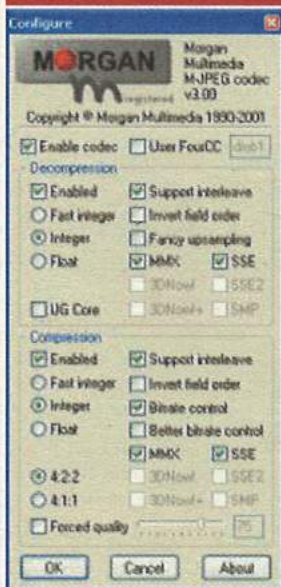 Configure
MORGAN
m registered
Morgan
Multimedia
M-JPEG codec
v3.00
Copyright © Morgan Multimedia 1990-2001
Enable codec User FourCC dmb1
Decompression
Enabled Support interleave
Fast integer Invert field order
Integer Fancy upsampling
Float MMX SSE
3DNow! SSE2
UG Core 3DNow!+ SMP
Compression
Enabled Support interleave
Fast integer Invert field order
Integer Bitrate control
Float Better bitrate control
MMX SSE
4:2:2 3DNow! SSE2
4:1:1 3DNow!+ SMP
Forced quality 75
OK Cancel About